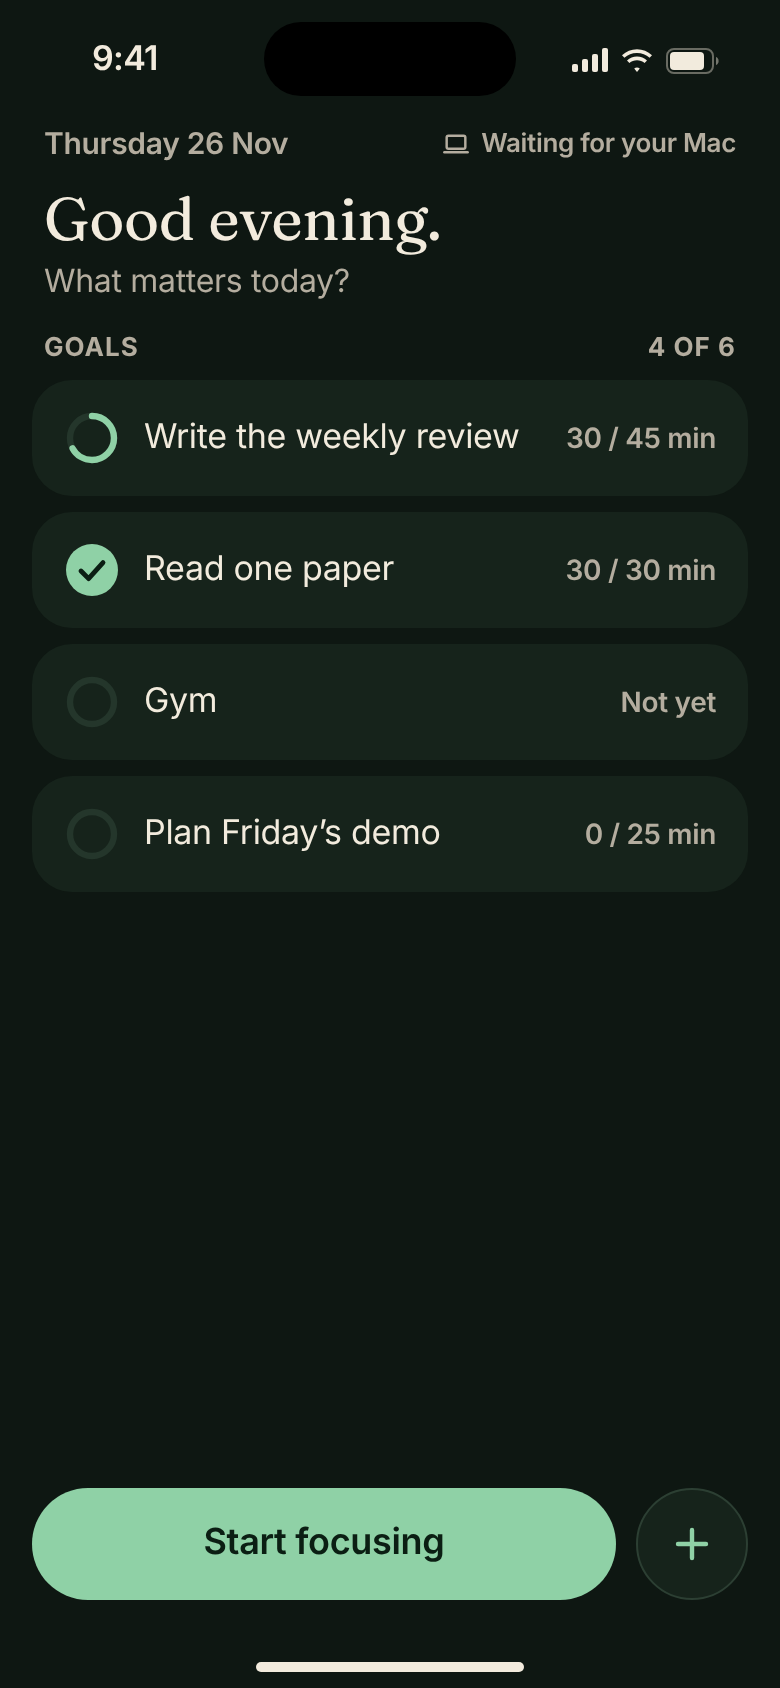 9:41
Thursday 26 Nov
Waiting for your Mac
Good evening.
What matters today?
GOALS
4 OF 6
Write the weekly review
30 / 45 min
Read one paper
30 / 30 min
Gym
Not yet
Plan Friday’s demo
0 / 25 min
Start focusing